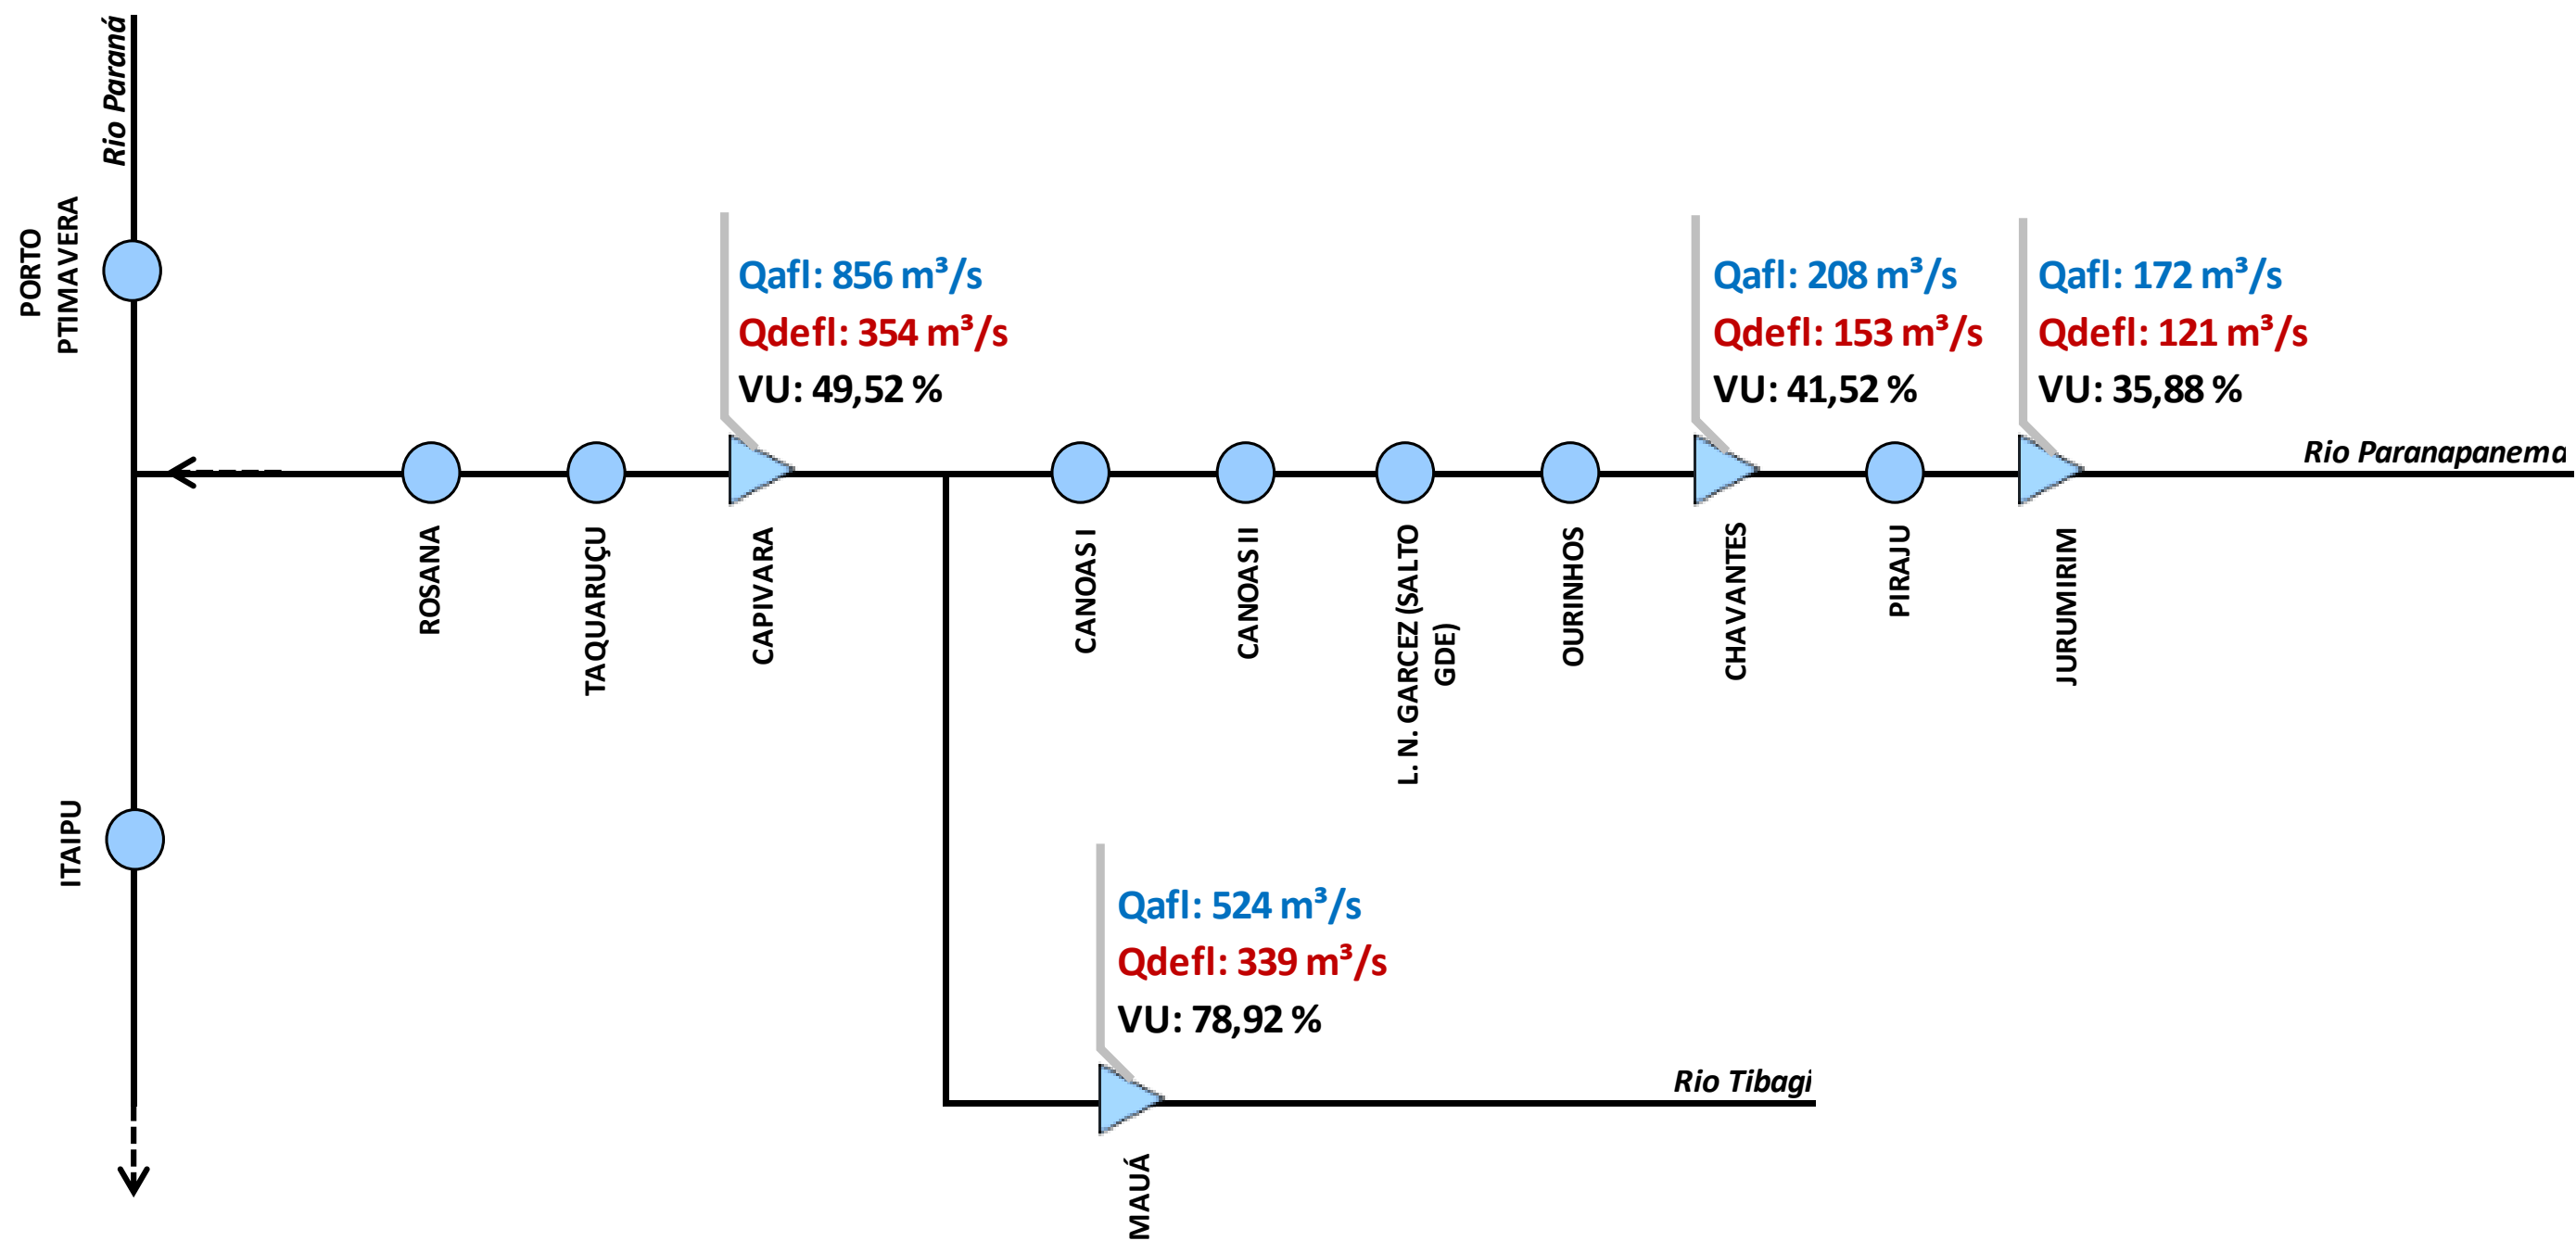 Rio Paraná
PORTO
PTIMAVERA
Qafl: 856 m³/s
Qdefl: 354 m³/s
VU: 49,52 %
Qafl: 208 m³/s
Qdefl: 153 m³/s
VU: 41,52 %
Qafl: 172 m³/s
Qdefl: 121 m³/s
VU: 35,88 %
Rio Paranapanema
ROSANA
TAQUARUÇU
CAPIVARA
CANOAS I
CANOAS II
L. N. GARCEZ (SALTO
GDE)
OURINHOS
CHAVANTES
PIRAJU
JURUMIRIM
ITAIPU
Qafl: 524 m³/s
Qdefl: 339 m³/s
VU: 78,92 %
Rio Tibagi
MAUÁ